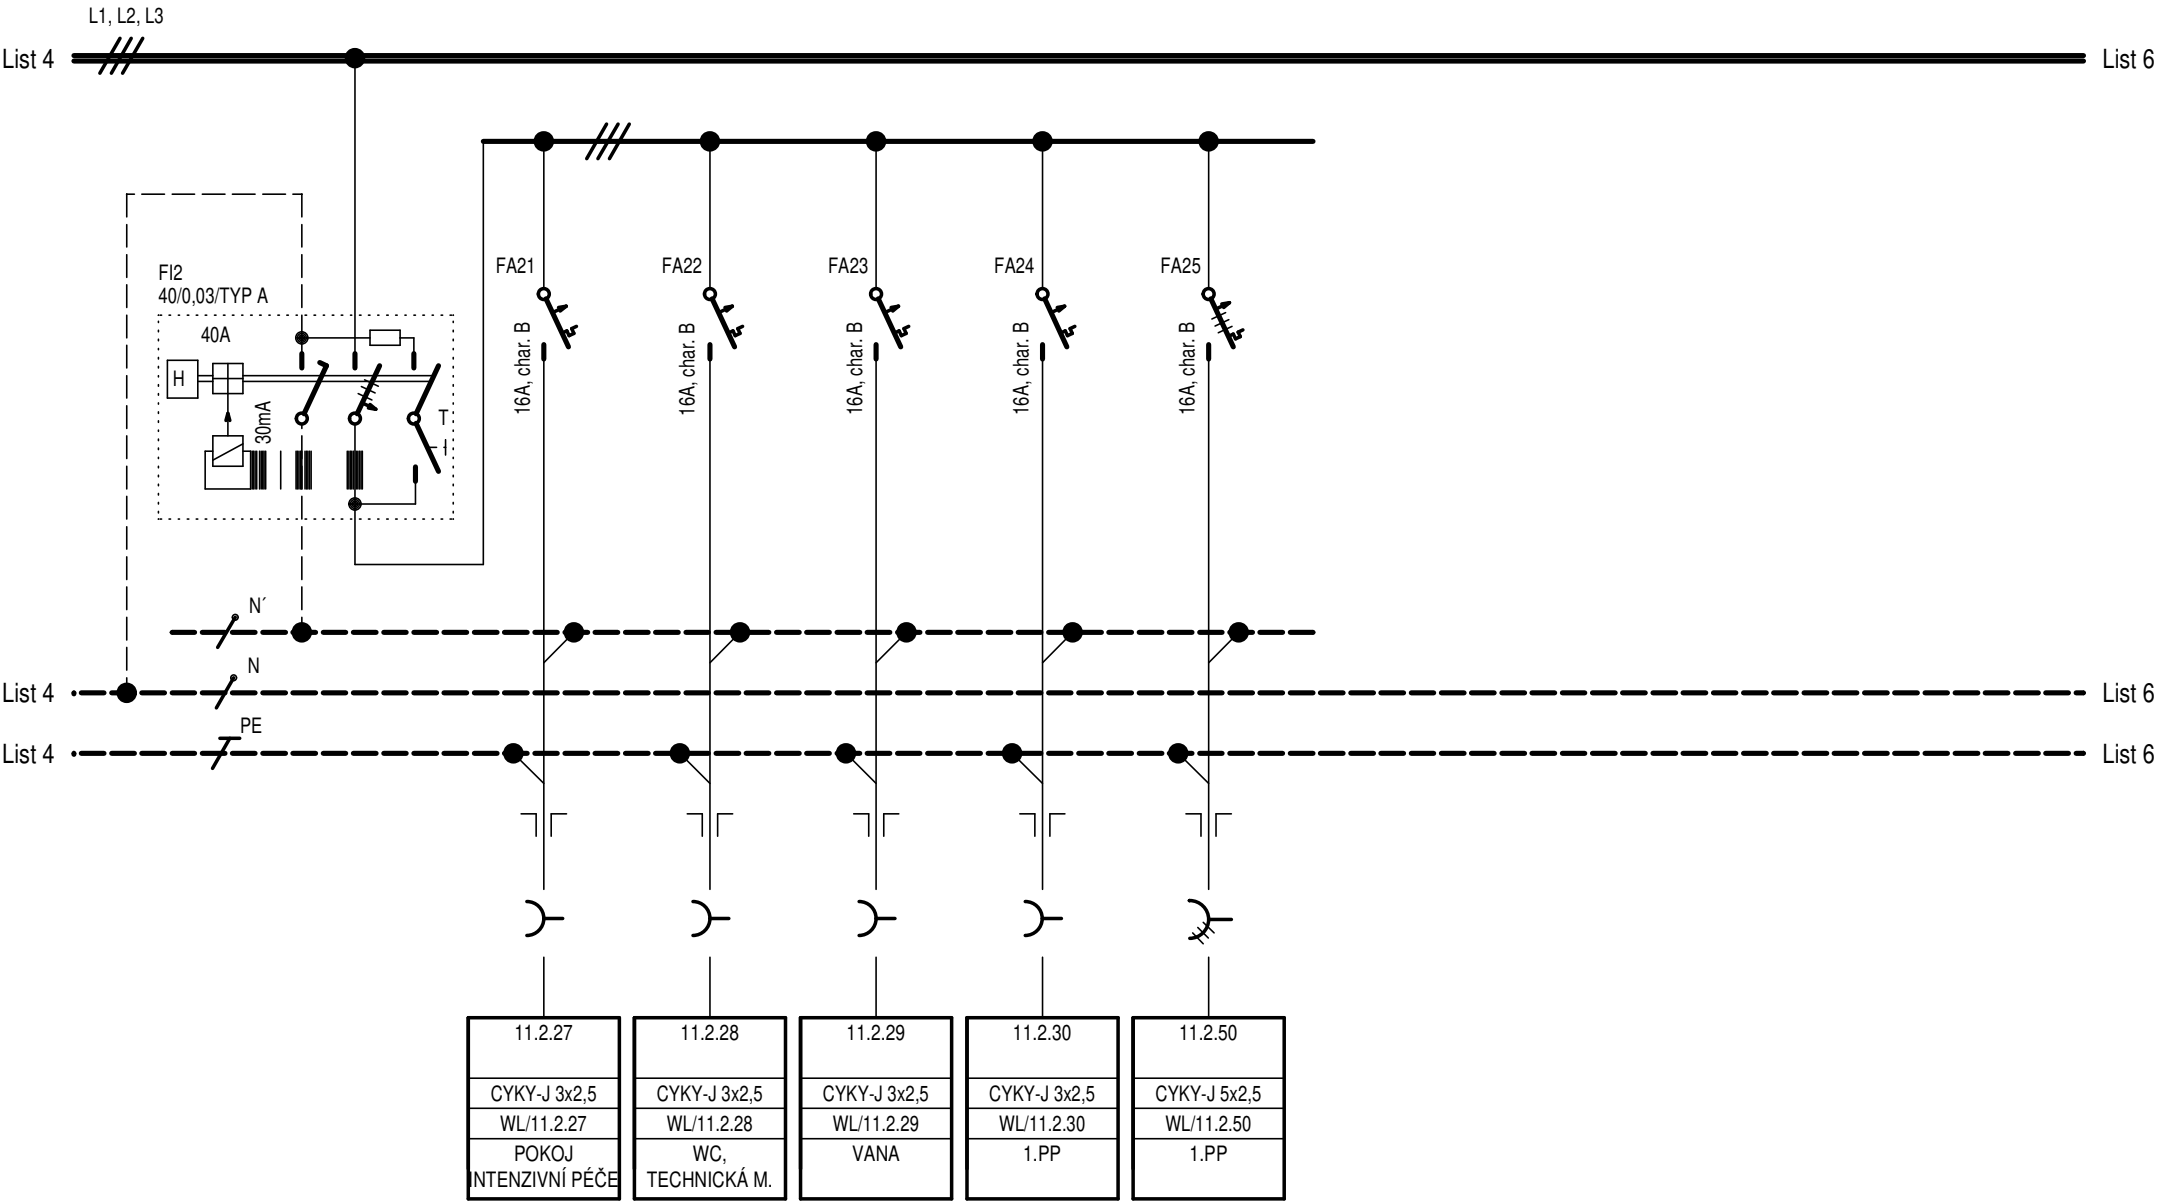 L1, L2, L3
List 4
List 6
FI2
40/0,03/TYP A
40A
H
30mA
T
FA21
16A, char. B
FA22
16A, char. B
FA23
16A, char. B
FA24
16A, char. B
FA25
16A, char. B
N´
N
List 4
List 6
PE
List 4
List 6
11.2.27
CYKY-J 3x2,5
WL/11.2.27
POKOJ
INTENZIVNÍ PÉČE
11.2.28
CYKY-J 3x2,5
WL/11.2.28
WC,
TECHNICKÁ M.
11.2.29
CYKY-J 3x2,5
WL/11.2.29
VANA
11.2.30
CYKY-J 3x2,5
WL/11.2.30
1.PP
11.2.50
CYKY-J 5x2,5
WL/11.2.50
1.PP